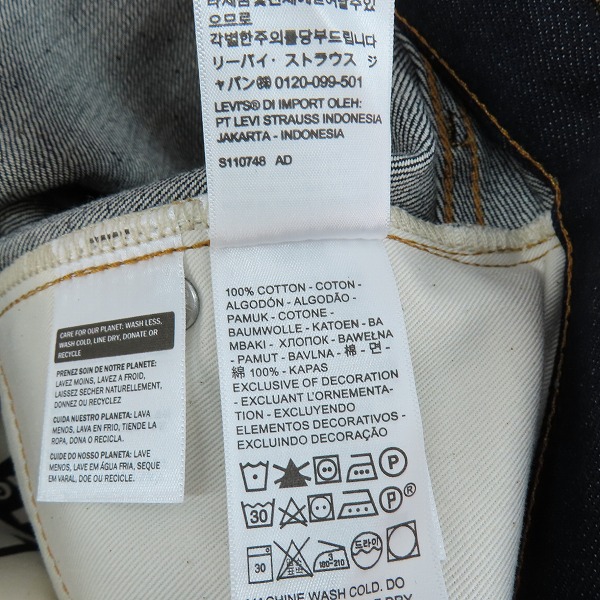 으므로
각별한주의를당부드립니다
リーバイ・ストラウス ジ
ャパン㈱ 0120-099-501
LEVI'S® DI IMPORT OLEH:
PT LEVI STRAUSS INDONESIA
JAKARTA - INDONESIA
S110748 AD
CARE FOR OUR PLANET: WASH LESS,
WASH COLD, LINE DRY, DONATE OR
RECYCLE
PRENEZ SOIN DE NOTRE PLANETE:
LAVEZ MOINS, LAVEZ A FROID,
LAISSEZ SECHER NATURELLEMENT,
DONNEZ OU RECYCLEZ
CUIDA NUESTRO PLANETA: LAVA
MENOS, LAVA EN FRIO, TIENDE LA
ROPA, DONA O RECICLA.
CUIDE DO NOSSO PLANETA: LAVE
MENOS, LAVE EM ÁGUA FRIA, SEQUE
EM VARAL, DOE OU RECICLE.
100% COTTON - COTON -
ALGODÓN - ALGODÃO -
PAMUK - COTONE -
BAUMWOLLE - KATOEN - BA
MBAKI - ХЛОПОК - BAWEŁNA
- PAMUT - BAVLNA - 棉 - 면 -
綿 100% - KAPAS
EXCLUSIVE OF DECORATION
- EXCLUANT L'ORNEMENTA-
TION - EXCLUYENDO
ELEMENTOS DECORATIVOS -
EXCLUINDO DECORAÇÃO
P
30 P®
30 3 180-210 드라이
MACHINE WASH COLD. DO